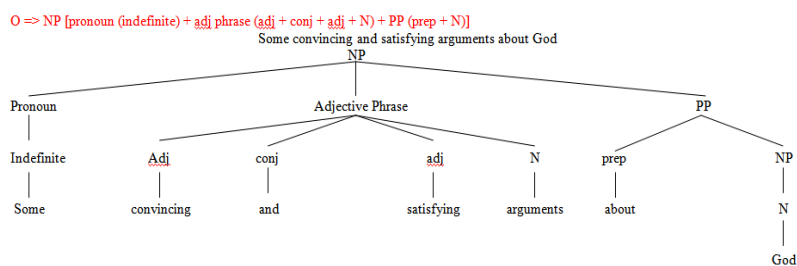 O => NP [pronoun (indefinite) + adj phrase (adj + conj + adj + N) + PP (prep + N)]
Some convincing and satisfying arguments about God
NP
Pronoun Adjective Phrase PP
Indefinite Adj conj adj N prep NP
Some convincing and satisfying arguments about N
God